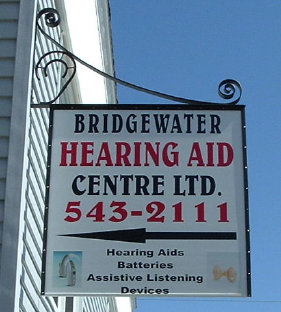 BRIDGEWATER
HEARING AID
CENTRE LTD.
543-2111
Hearing Aids
Batteries
Assistive Listening
Devices